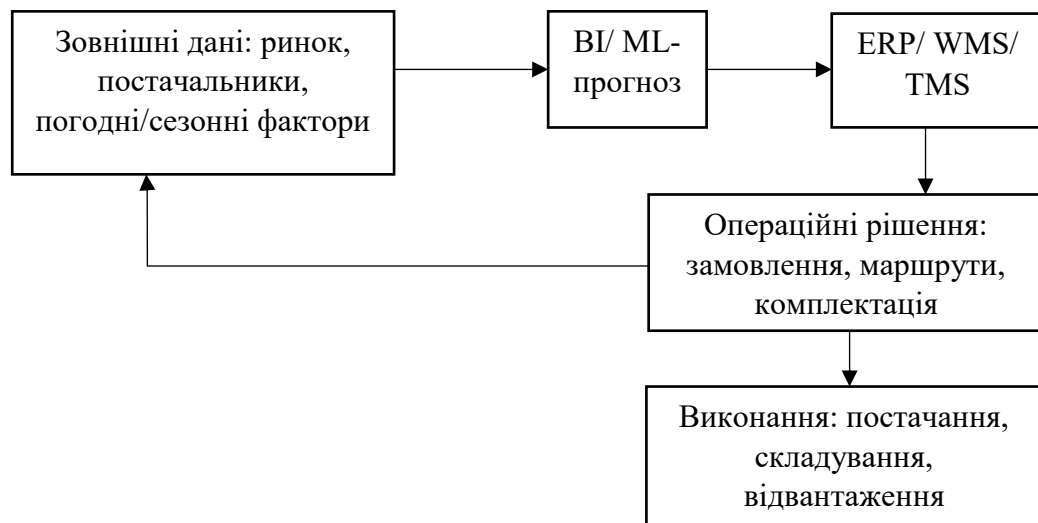 Зовнішні дані: ринок,
постачальники,
погодні/сезонні фактори
BI/ ML-
прогноз
ERP/ WMS/
TMS
Операційні рішення:
замовлення, маршрути,
комплектація
Виконання: постачання,
складування,
відвантаження